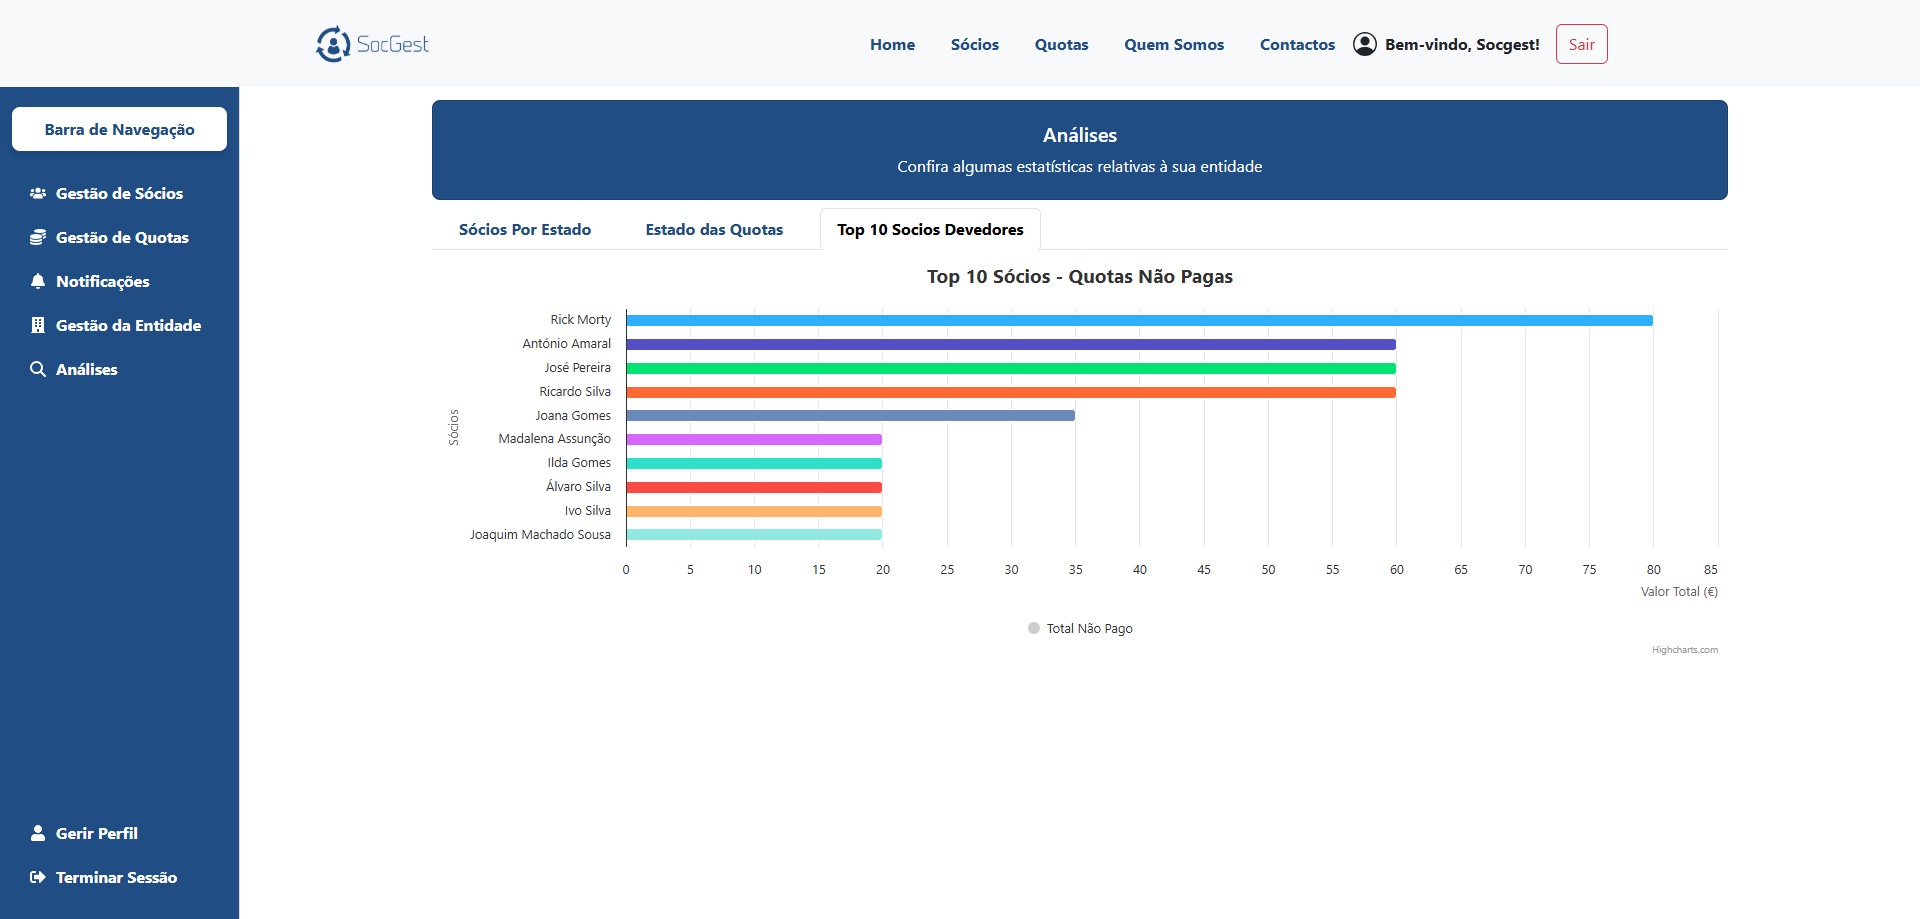 SocGest
Home Sócios Quotas Quem Somos Contactos Bem-vindo, Socgest! Sair
Barra de Navegação
Gestão de Sócios
Gestão de Quotas
Notificações
Gestão da Entidade
Análises
Gerir Perfil
Terminar Sessão
Análises
Confira algumas estatísticas relativas à sua entidade
Sócios Por Estado Estado das Quotas Top 10 Socios Devedores
Top 10 Sócios - Quotas Não Pagas
Sócios
Rick Morty
António Amaral
José Pereira
Ricardo Silva
Joana Gomes
Madalena Assunção
Ilda Gomes
Álvaro Silva
Ivo Silva
Joaquim Machado Sousa
0 5 10 15 20 25 30 35 40 45 50 55 60 65 70 75 80 85
Valor Total (€)
Total Não Pago
Highcharts.com